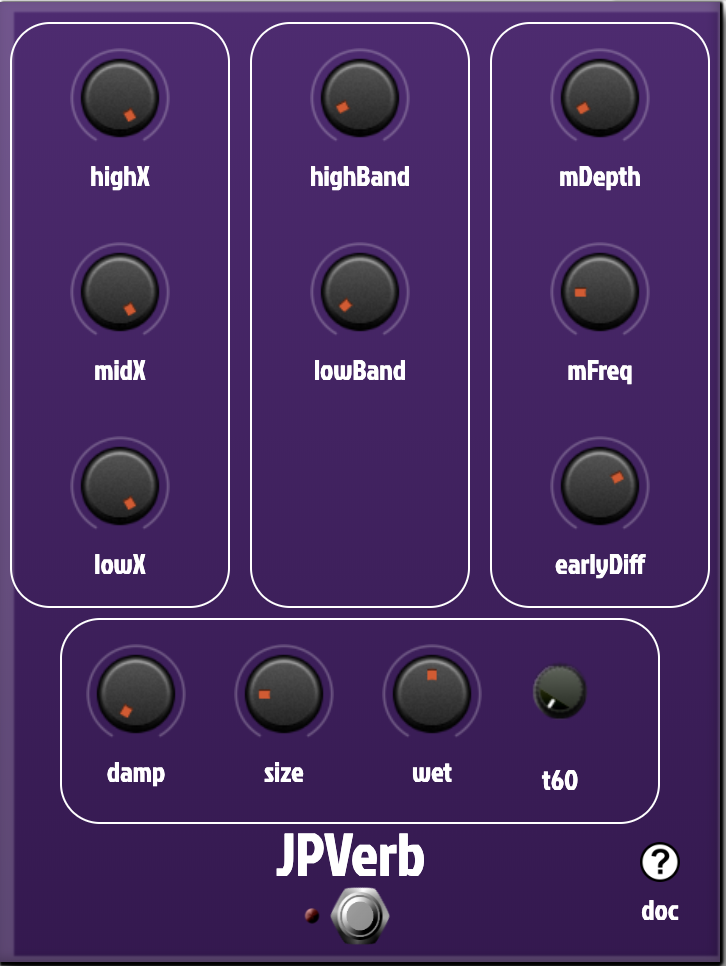 highX
highBand
mDepth
midX
lowBand
mFreq
lowX
earlyDiff
damp
size
wet
t60
JPVerb
?
doc